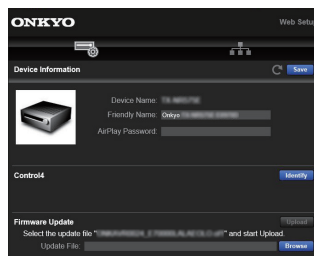 ONKYO
Web Setu
Device Information
Save
Device Name:
Friendly Name: Onkyo
AirPlay Password:
Control4
Identify
Firmware Update
Upload
Select the update file " " and start Upload.
Update File:
Browse